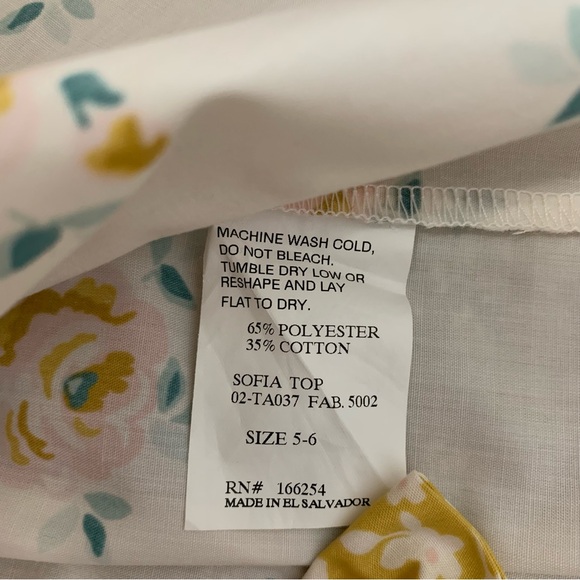 MACHINE WASH COLD,
DO NOT BLEACH.
TUMBLE DRY LOW OR
RESHAPE AND LAY
FLAT TO DRY.
65% POLYESTER
35% COTTON
SOFIA TOP
02-TA037 FAB. 5002
SIZE 5-6
RN# 166254
MADE IN EL SALVADOR